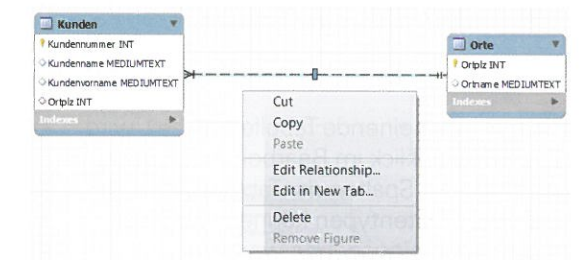 Kunden
Kundennummer INT
Kundenname MEDIUMTEXT
Kundenvorname MEDIUMTEXT
Ortplz INT
Indexes
Orte
Ortplz INT
Ortname MEDIUMTEXT
Indexes
Cut
Copy
Paste
Edit Relationship...
Edit in New Tab...
Delete
Remove Figure